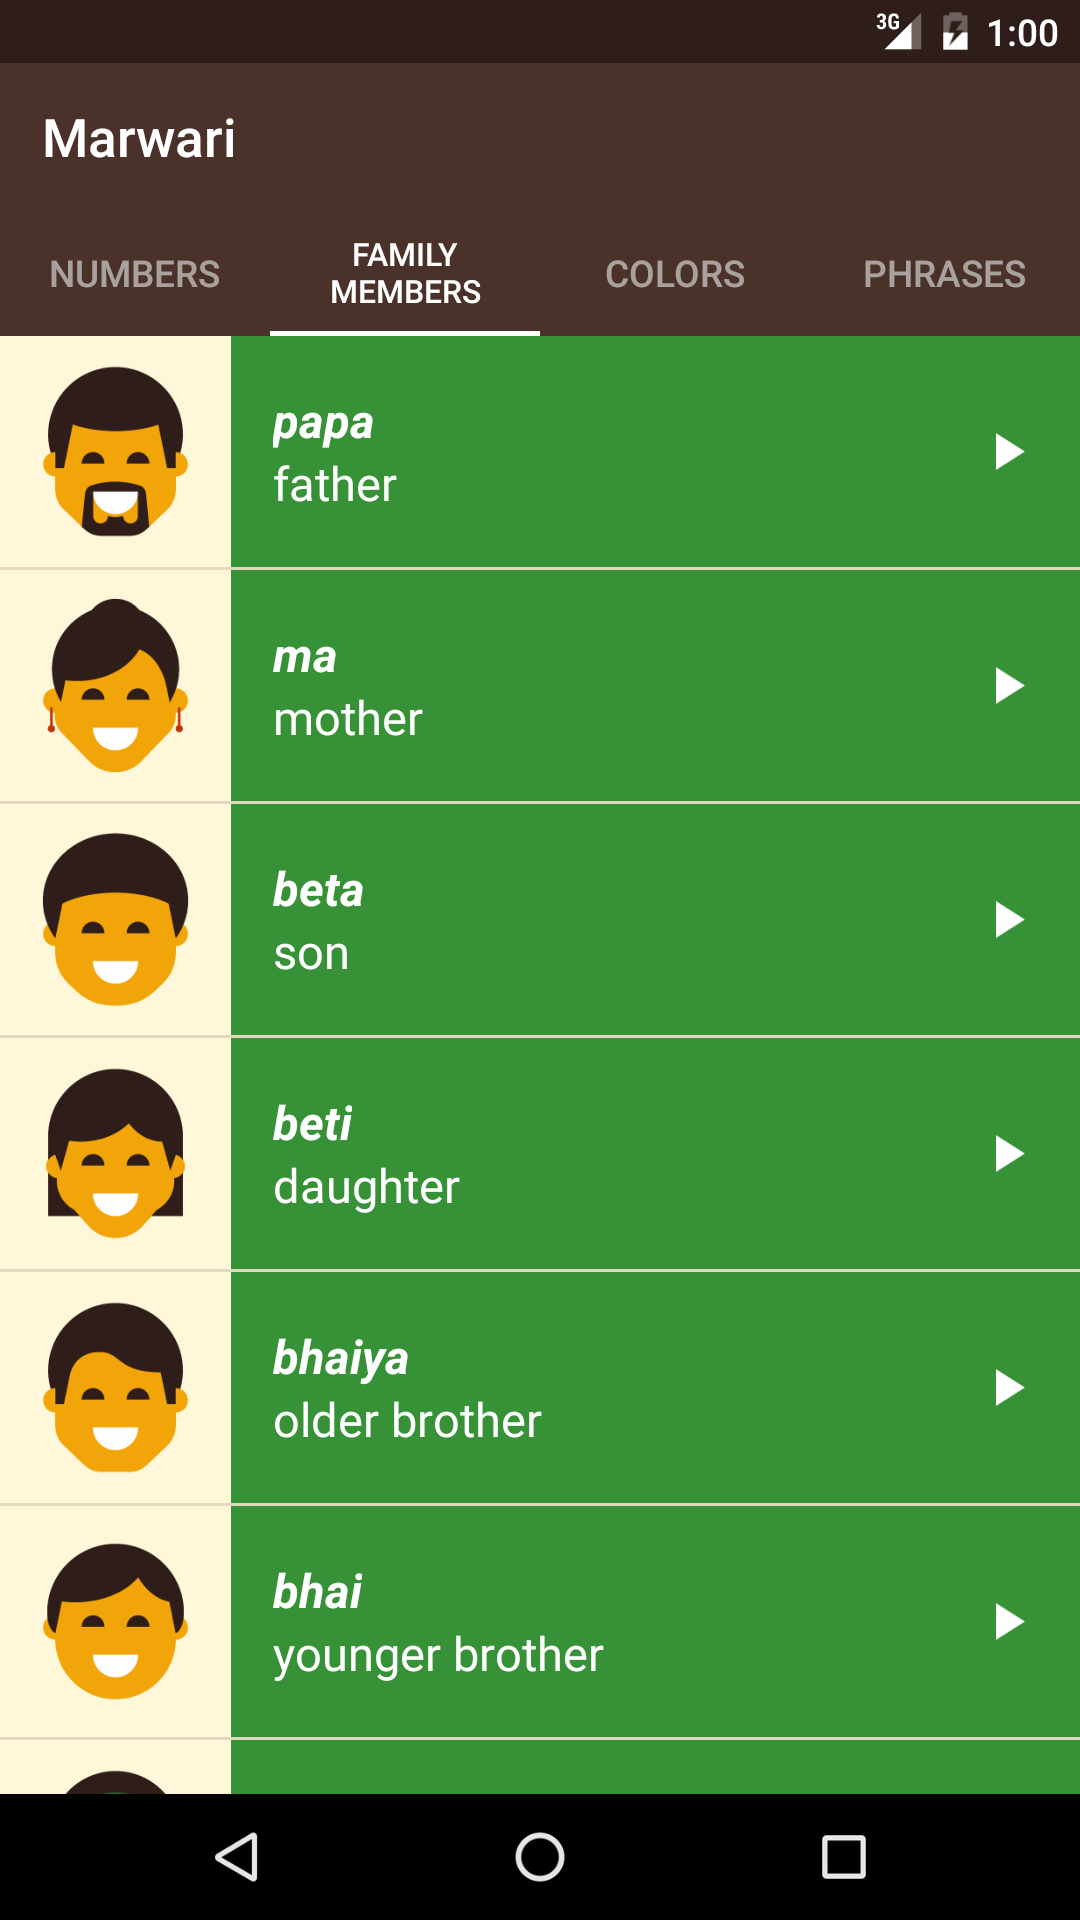 3G 1:00
Marwari
NUMBERS
FAMILY
MEMBERS
COLORS
PHRASES
papa
father
ma
mother
beta
son
beti
daughter
bhaiya
older brother
bhai
younger brother